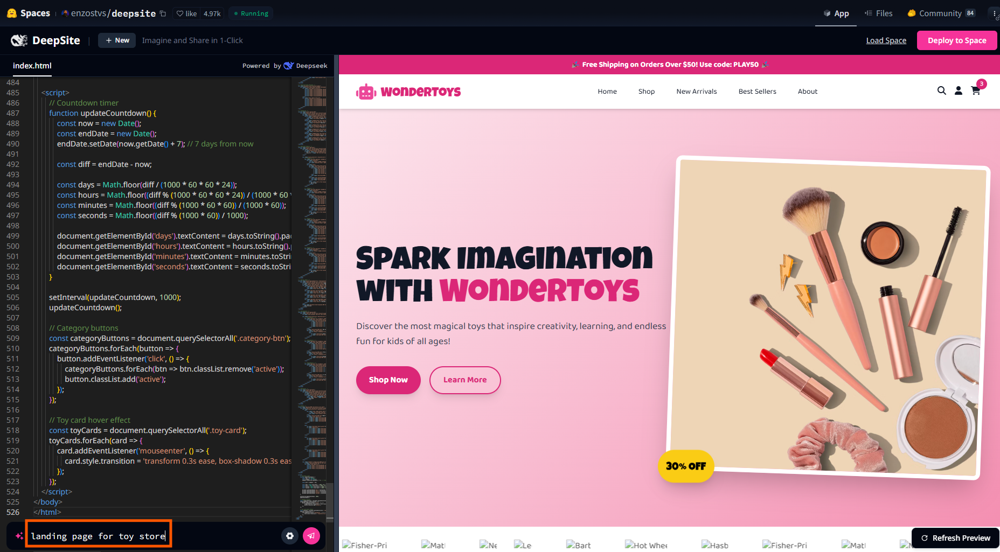 Spaces
enzostvs/deepsite
like 4.97k
Running
App
Files
Community 84
DeepSite
+ New
Imagine and Share in 1-Click
Load Space
Deploy to Space
index.html
Powered by Deepseek
484
485 <script>
486 // Countdown timer
487 function updateCountdown() {
488 const now = new Date();
489 const endDate = new Date();
490 endDate.setDate(now.getDate() + 7); // 7 days from now
491
492 const diff = endDate - now;
493
494 const days = Math.floor(diff / (1000 * 60 * 60 * 24));
495 const hours = Math.floor((diff % (1000 * 60 * 60 * 24)) / (1000 * 60 *
496 const minutes = Math.floor((diff % (1000 * 60 * 60)) / (1000 * 60));
497 const seconds = Math.floor((diff % (1000 * 60)) / 1000);
498
499 document.getElementById('days').textContent = days.toString().pa
500 document.getElementById('hours').textContent = hours.toString().
501 document.getElementById('minutes').textContent = minutes.toStri
502 document.getElementById('seconds').textContent = seconds.toStri
503 }
504
505 setInterval(updateCountdown, 1000);
506 updateCountdown();
507
508 // Category buttons
509 const categoryButtons = document.querySelectorAll('.category-btn');
510 categoryButtons.forEach(button => {
511 button.addEventListener('click', () => {
512 categoryButtons.forEach(btn => btn.classList.remove('active'));
513 button.classList.add('active');
514 });
515 });
516
517 // Toy card hover effect
518 const toyCards = document.querySelectorAll('.toy-card');
519 toyCards.forEach(card => {
520 card.addEventListener('mouseenter', () => {
521 card.style.transition = 'transform 0.3s ease, box-shadow 0.3s eas
522 });
523 });
524 </script>
525 </body>
526 </html>
landing page for toy store
🎉 Free Shipping on Orders Over $50! Use code: PLAY50 🎉
WonderToys
Home
Shop
New Arrivals
Best Sellers
About
3
Spark Imagination
With WonderToys
Discover the most magical toys that inspire creativity, learning, and endless
fun for kids of all ages!
Shop Now
Learn More
30% OFF
Fisher-Pri
Matt
Ne
Le
Bart
Hot Whee
Hasb
Fisher-Pri
Matt
Refresh Preview